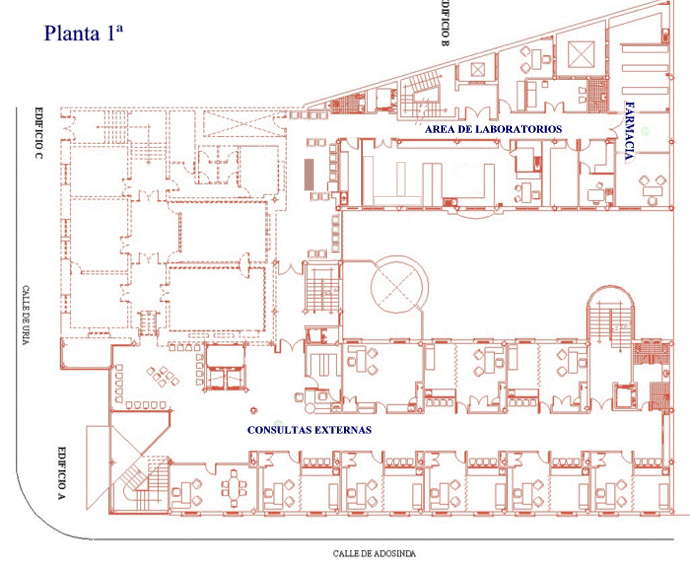 Planta 1ª
EDIFICIO B
EDIFICIO C
AREA DE LABORATORIOS
FARMACIA
CALLE DE URIA
CONSULTAS EXTERNAS
EDIFICIO A
CALLE DE ADOSINDA